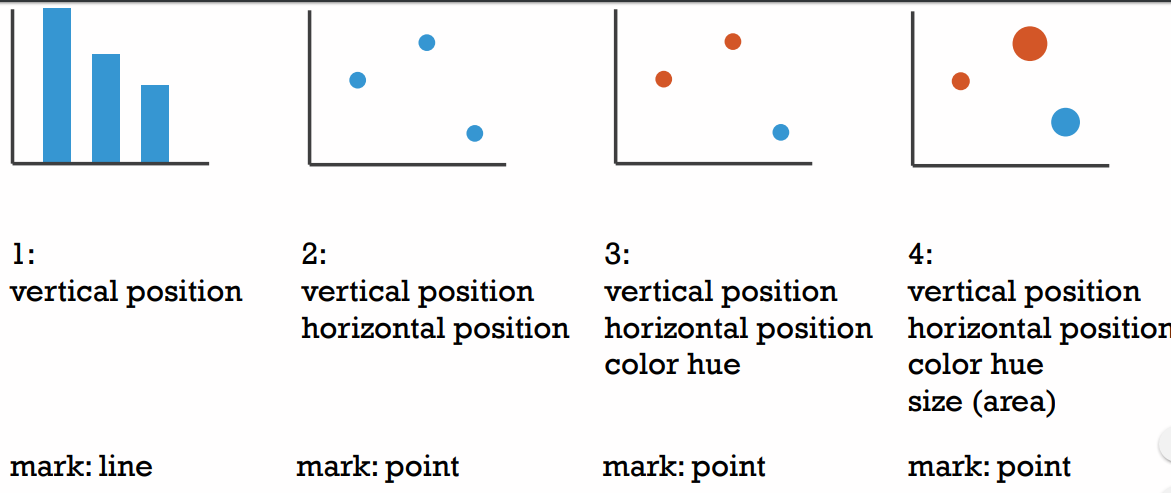 1:
vertical position
mark: line
2:
vertical position
horizontal position
mark: point
3:
vertical position
horizontal position
color hue
mark: point
4:
vertical position
horizontal position
color hue
size (area)
mark: point